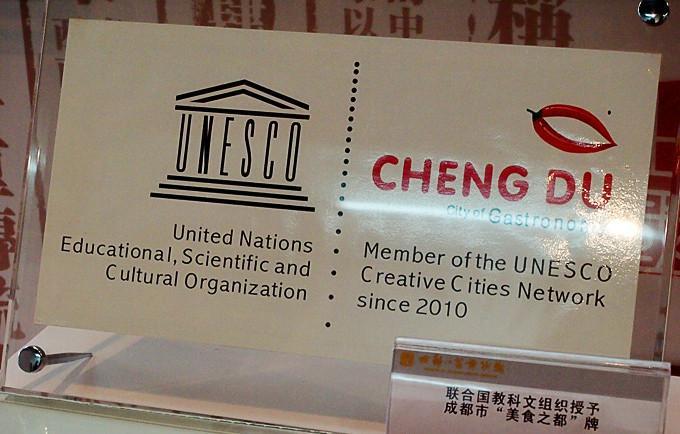 UNESCO
United Nations
Educational, Scientific and
Cultural Organization
CHENG DU
City of Gastronomy
Member of the UNESCO
Creative Cities Network
since 2010
联合国教科文组织授予
成都市“美食之都”牌